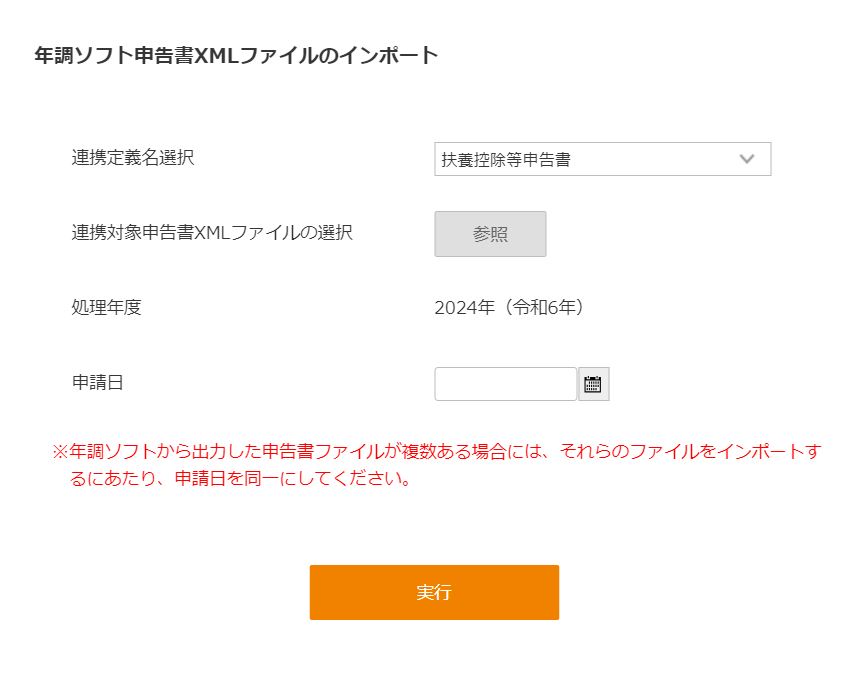 年調ソフト申告書XMLファイルのインポート
連携定義名選択
扶養控除等申告書
連携対象申告書XMLファイルの選択
参照
処理年度
2024年（令和6年）
申請日
※年調ソフトから出力した申告書ファイルが複数ある場合には、それらのファイルをインポートす
るにあたり、申請日を同一にしてください。
実行